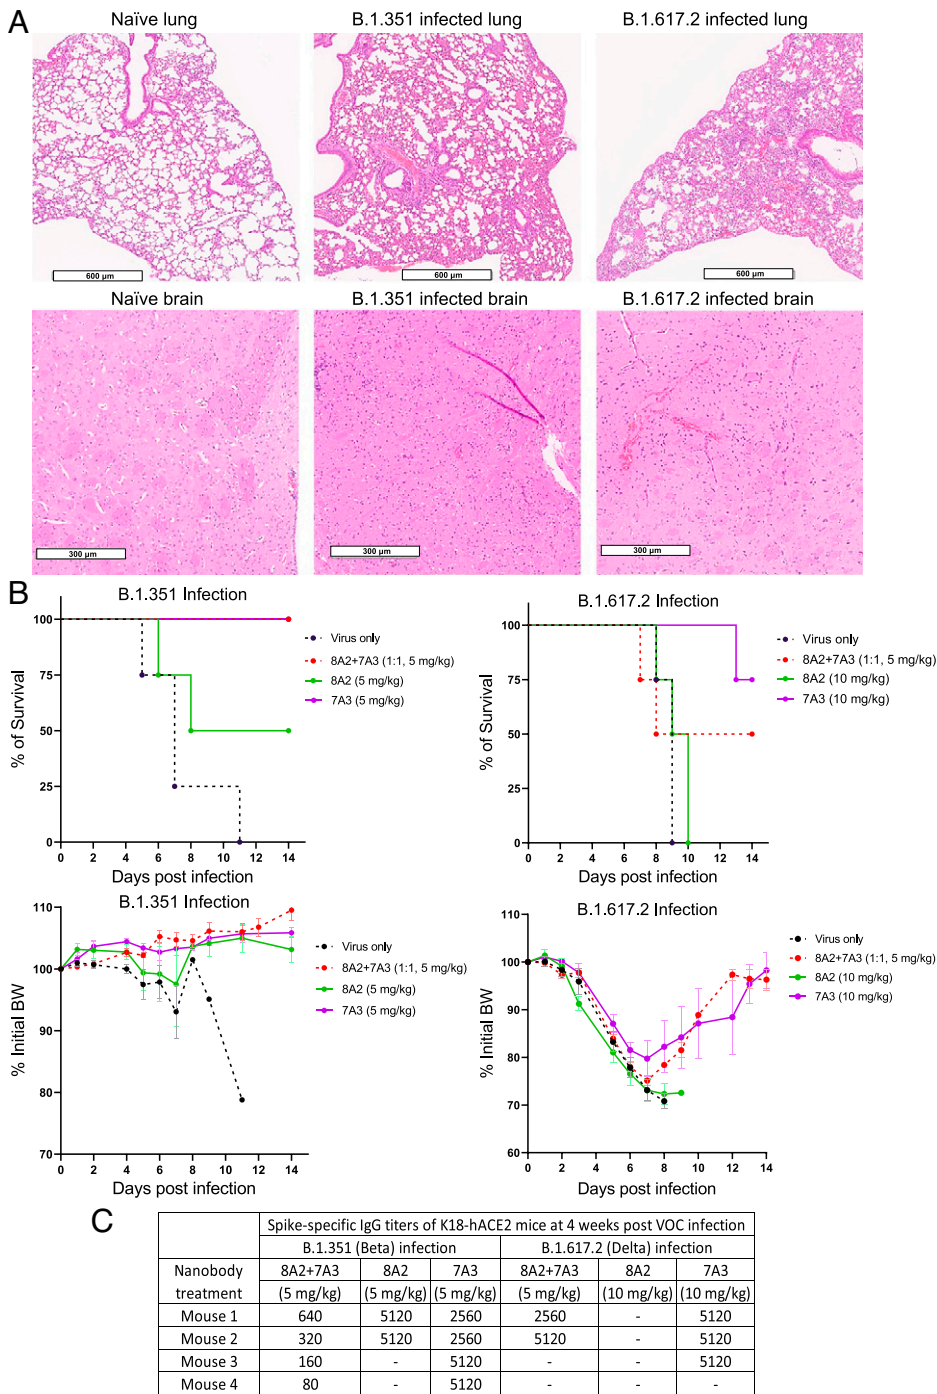 A
Naïve lung
B.1.351 infected lung
B.1.617.2 infected lung
600 µm
600 µm
600 µm
Naïve brain
B.1.351 infected brain
B.1.617.2 infected brain
300 µm
300 µm
300 µm
B
B.1.351 Infection
% of Survival
100
75
50
25
0
0 2 4 6 8 10 12 14
Days post infection
Virus only
8A2+7A3 (1:1, 5 mg/kg)
8A2 (5 mg/kg)
7A3 (5 mg/kg)
B.1.617.2 Infection
% of Survival
100
75
50
25
0
0 2 4 6 8 10 12 14
Days post infection
Virus only
8A2+7A3 (1:1, 5 mg/kg)
8A2 (10 mg/kg)
7A3 (10 mg/kg)
B.1.351 Infection
% Initial BW
110
100
90
80
70
0 2 4 6 8 10 12 14
Days post infection
Virus only
8A2+7A3 (1:1, 5 mg/kg)
8A2 (5 mg/kg)
7A3 (5 mg/kg)
B.1.617.2 Infection
% Initial BW
110
100
90
80
70
60
0 2 4 6 8 10 12 14
Days post infection
Virus only
8A2+7A3 (1:1, 5 mg/kg)
8A2 (10 mg/kg)
7A3 (10 mg/kg)
C
Spike-specific IgG titers of K18-hACE2 mice at 4 weeks post VOC infection
B.1.351 (Beta) infection B.1.617.2 (Delta) infection
Nanobody 8A2+7A3 8A2 7A3 8A2+7A3 8A2 7A3
treatment (5 mg/kg) (5 mg/kg) (5 mg/kg) (5 mg/kg) (10 mg/kg) (10 mg/kg)
Mouse 1 640 5120 2560 2560 - 5120
Mouse 2 320 5120 2560 5120 - 5120
Mouse 3 160 - 5120 - - 5120
Mouse 4 80 - 5120 - - -